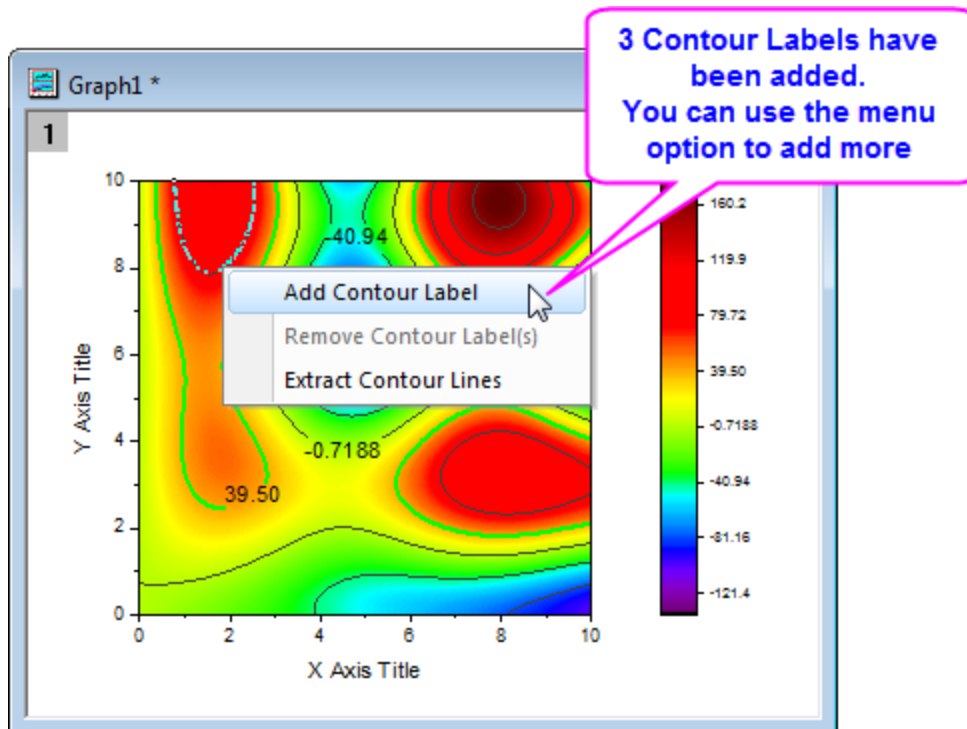 3 Contour Labels have
been added.
You can use the menu
option to add more
Graph1 *
1
10
8
6
4
2
0
Y Axis Title
-40.94
Add Contour Label
Remove Contour Label(s)
Extract Contour Lines
-0.7188
39.50
0 2 4 6 8 10
X Axis Title
160.2
119.9
79.72
39.50
-0.7188
-40.94
-81.16
-121.4